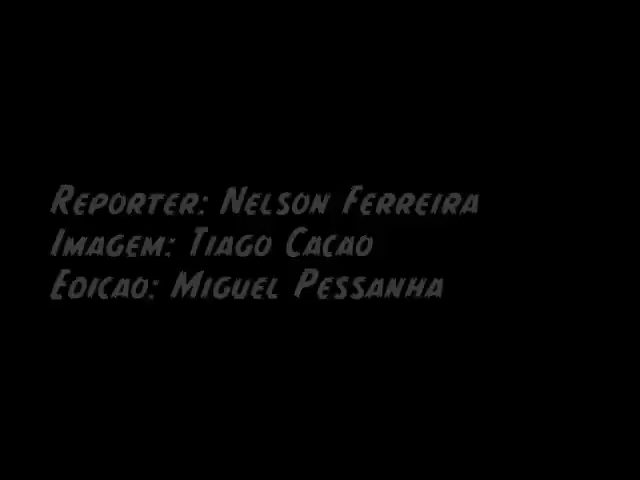 Reporter: Nelson Ferreira
Imagem: Tiago Cacao
Edicao: Miguel Pessanha